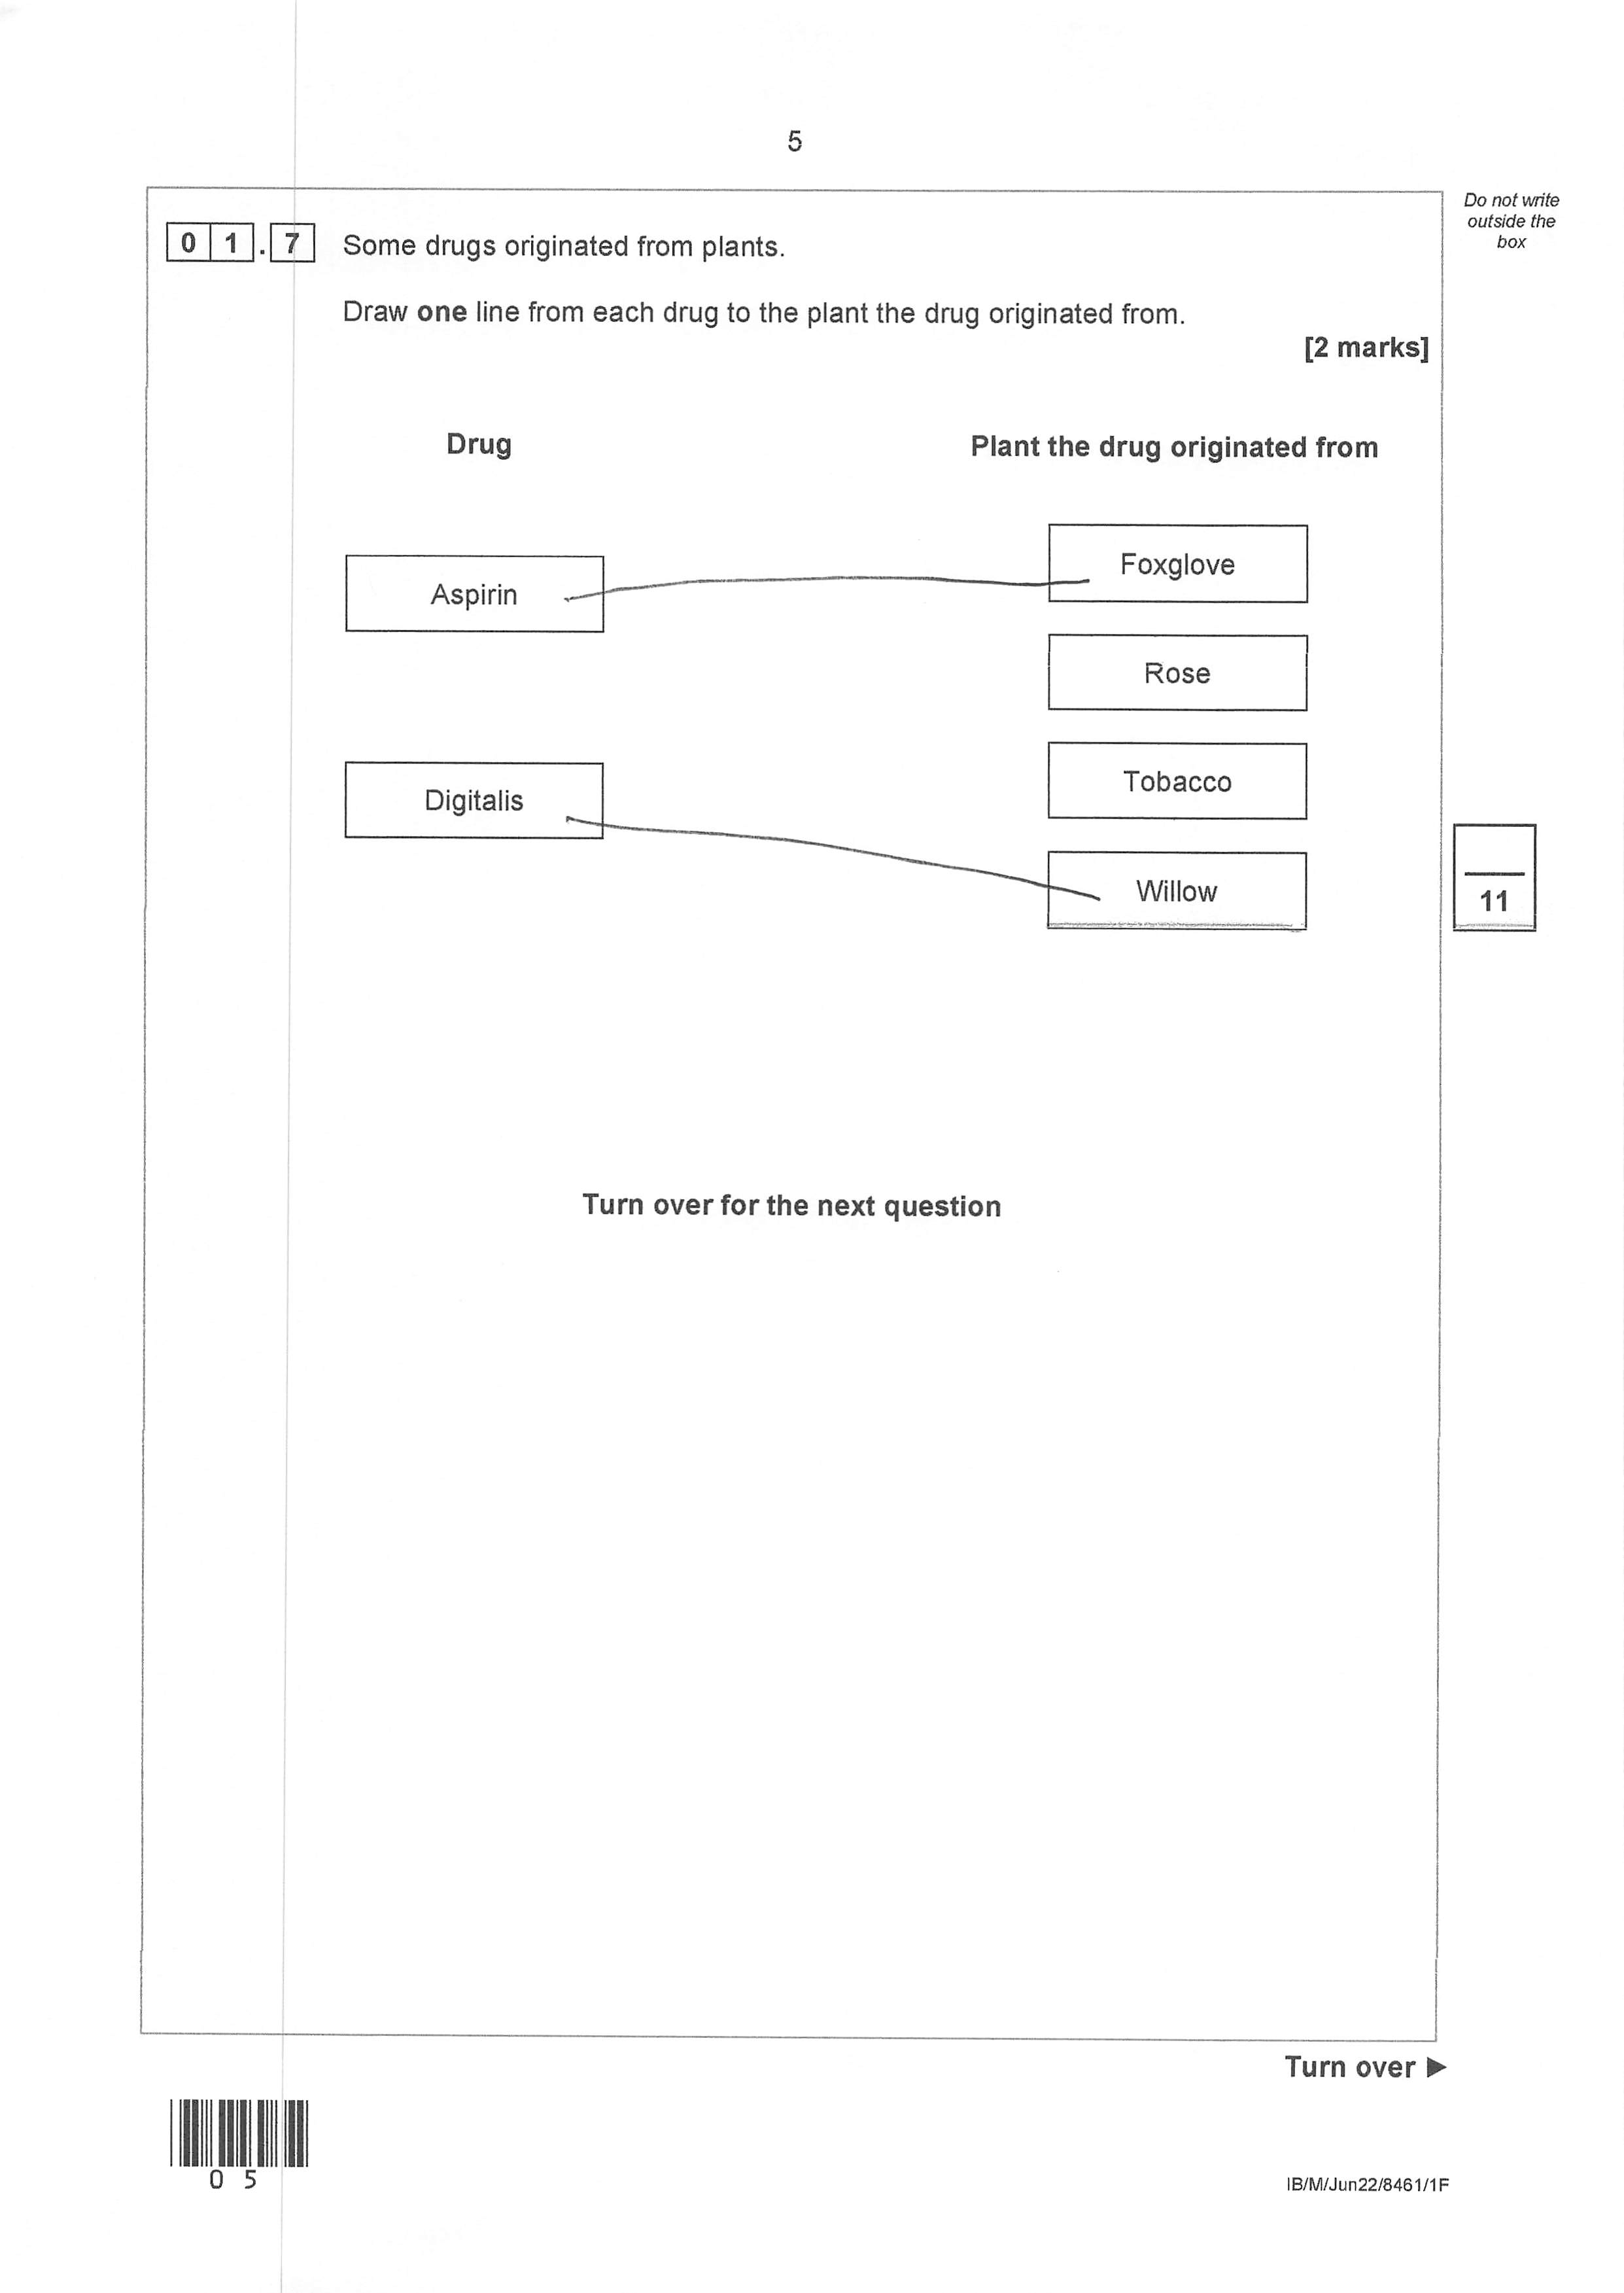 5
Do not write
outside the
box
0 1 . 7 Some drugs originated from plants.
Draw one line from each drug to the plant the drug originated from.
[2 marks]
Drug Plant the drug originated from
Foxglove
Aspirin
Rose
Tobacco
Digitalis
Willow
11
Turn over for the next question
Turn over ►
0 5
IB/M/Jun22/8461/1F